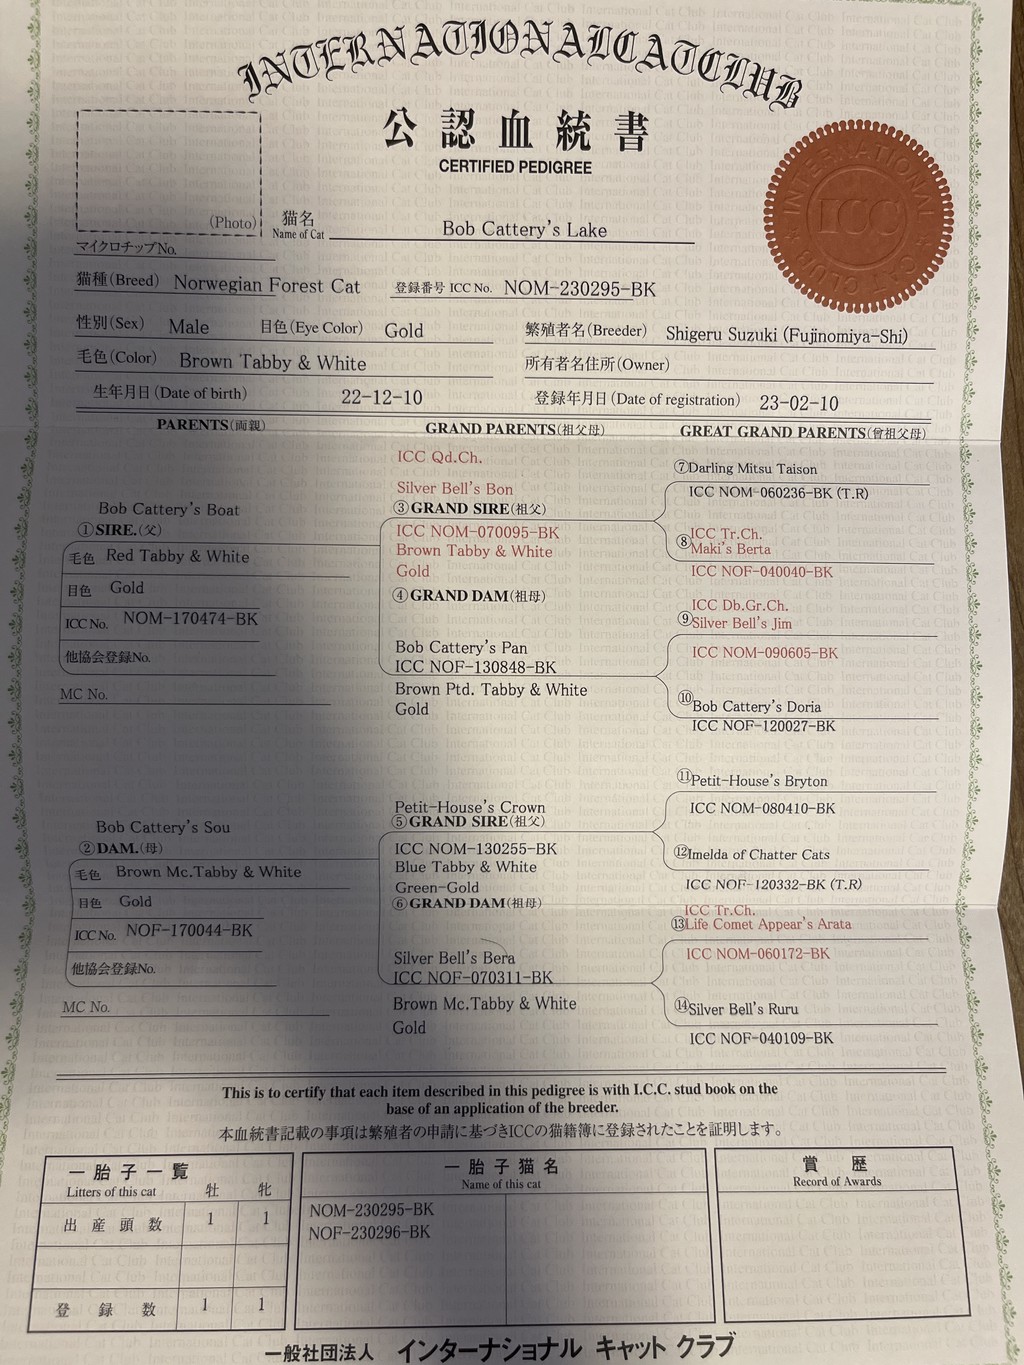 INTERNATIONAL CAT CLUB
公認血統書
CERTIFIED PEDIGREE
INTERNATIONAL CAT CLUB
ICC
(Photo)
猫名
Name of Cat
Bob Cattery's Lake
マイクロチップNo.
猫種(Breed) Norwegian Forest Cat
登録番号 ICC No. NOM-230295-BK
性別(Sex) Male 目色(Eye Color) Gold
繁殖者名(Breeder) Shigeru Suzuki (Fujinomiya-Shi)
毛色(Color) Brown Tabby & White
所有者名住所(Owner)
生年月日(Date of birth) 22-12-10
登録年月日(Date of registration) 23-02-10
PARENTS(両親)
GRAND PARENTS(祖父母)
GREAT GRAND PARENTS(曾祖父母)
Bob Cattery's Boat
①SIRE.(父)
毛色 Red Tabby & White
目色 Gold
ICC No. NOM-170474-BK
他協会登録No.
MC No.
Bob Cattery's Sou
②DAM.(母)
毛色 Brown Mc.Tabby & White
目色 Gold
ICC No. NOF-170044-BK
他協会登録No.
MC No.
ICC Qd.Ch.
Silver Bell's Bon
③GRAND SIRE(祖父)
ICC NOM-070095-BK
Brown Tabby & White
Gold
④GRAND DAM(祖母)
Bob Cattery's Pan
ICC NOF-130848-BK
Brown Ptd. Tabby & White
Gold
Petit-House's Crown
⑤GRAND SIRE(祖父)
ICC NOM-130255-BK
Blue Tabby & White
Green-Gold
⑥GRAND DAM(祖母)
Silver Bell's Bera
ICC NOF-070311-BK
Brown Mc.Tabby & White
Gold
⑦Darling Mitsu Taison
ICC NOM-060236-BK (T.R)
ICC Tr.Ch.
⑧Maki's Berta
ICC NOF-040040-BK
ICC Db.Gr.Ch.
⑨Silver Bell's Jim
ICC NOM-090605-BK
⑩Bob Cattery's Doria
ICC NOF-120027-BK
⑪Petit-House's Bryton
ICC NOM-080410-BK
⑫Imelda of Chatter Cats
ICC NOF-120332-BK (T.R)
ICC Tr.Ch.
⑬Life Comet Appear's Arata
ICC NOM-060172-BK
⑭Silver Bell's Ruru
ICC NOF-040109-BK
This is to certify that each item described in this pedigree is with I.C.C. stud book on the
base of an application of the breeder.
本血統書記載の事項は繁殖者の申請に基づきICCの猫籍簿に登録されたことを証明します。
一胎子一覧
Litters of this cat 牡 牝
出産頭数 1 1
登録数 1 1
一胎子猫名
Name of this cat
NOM-230295-BK
NOF-230296-BK
賞歴
Record of Awards
一般社団法人 インターナショナル キャット クラブ